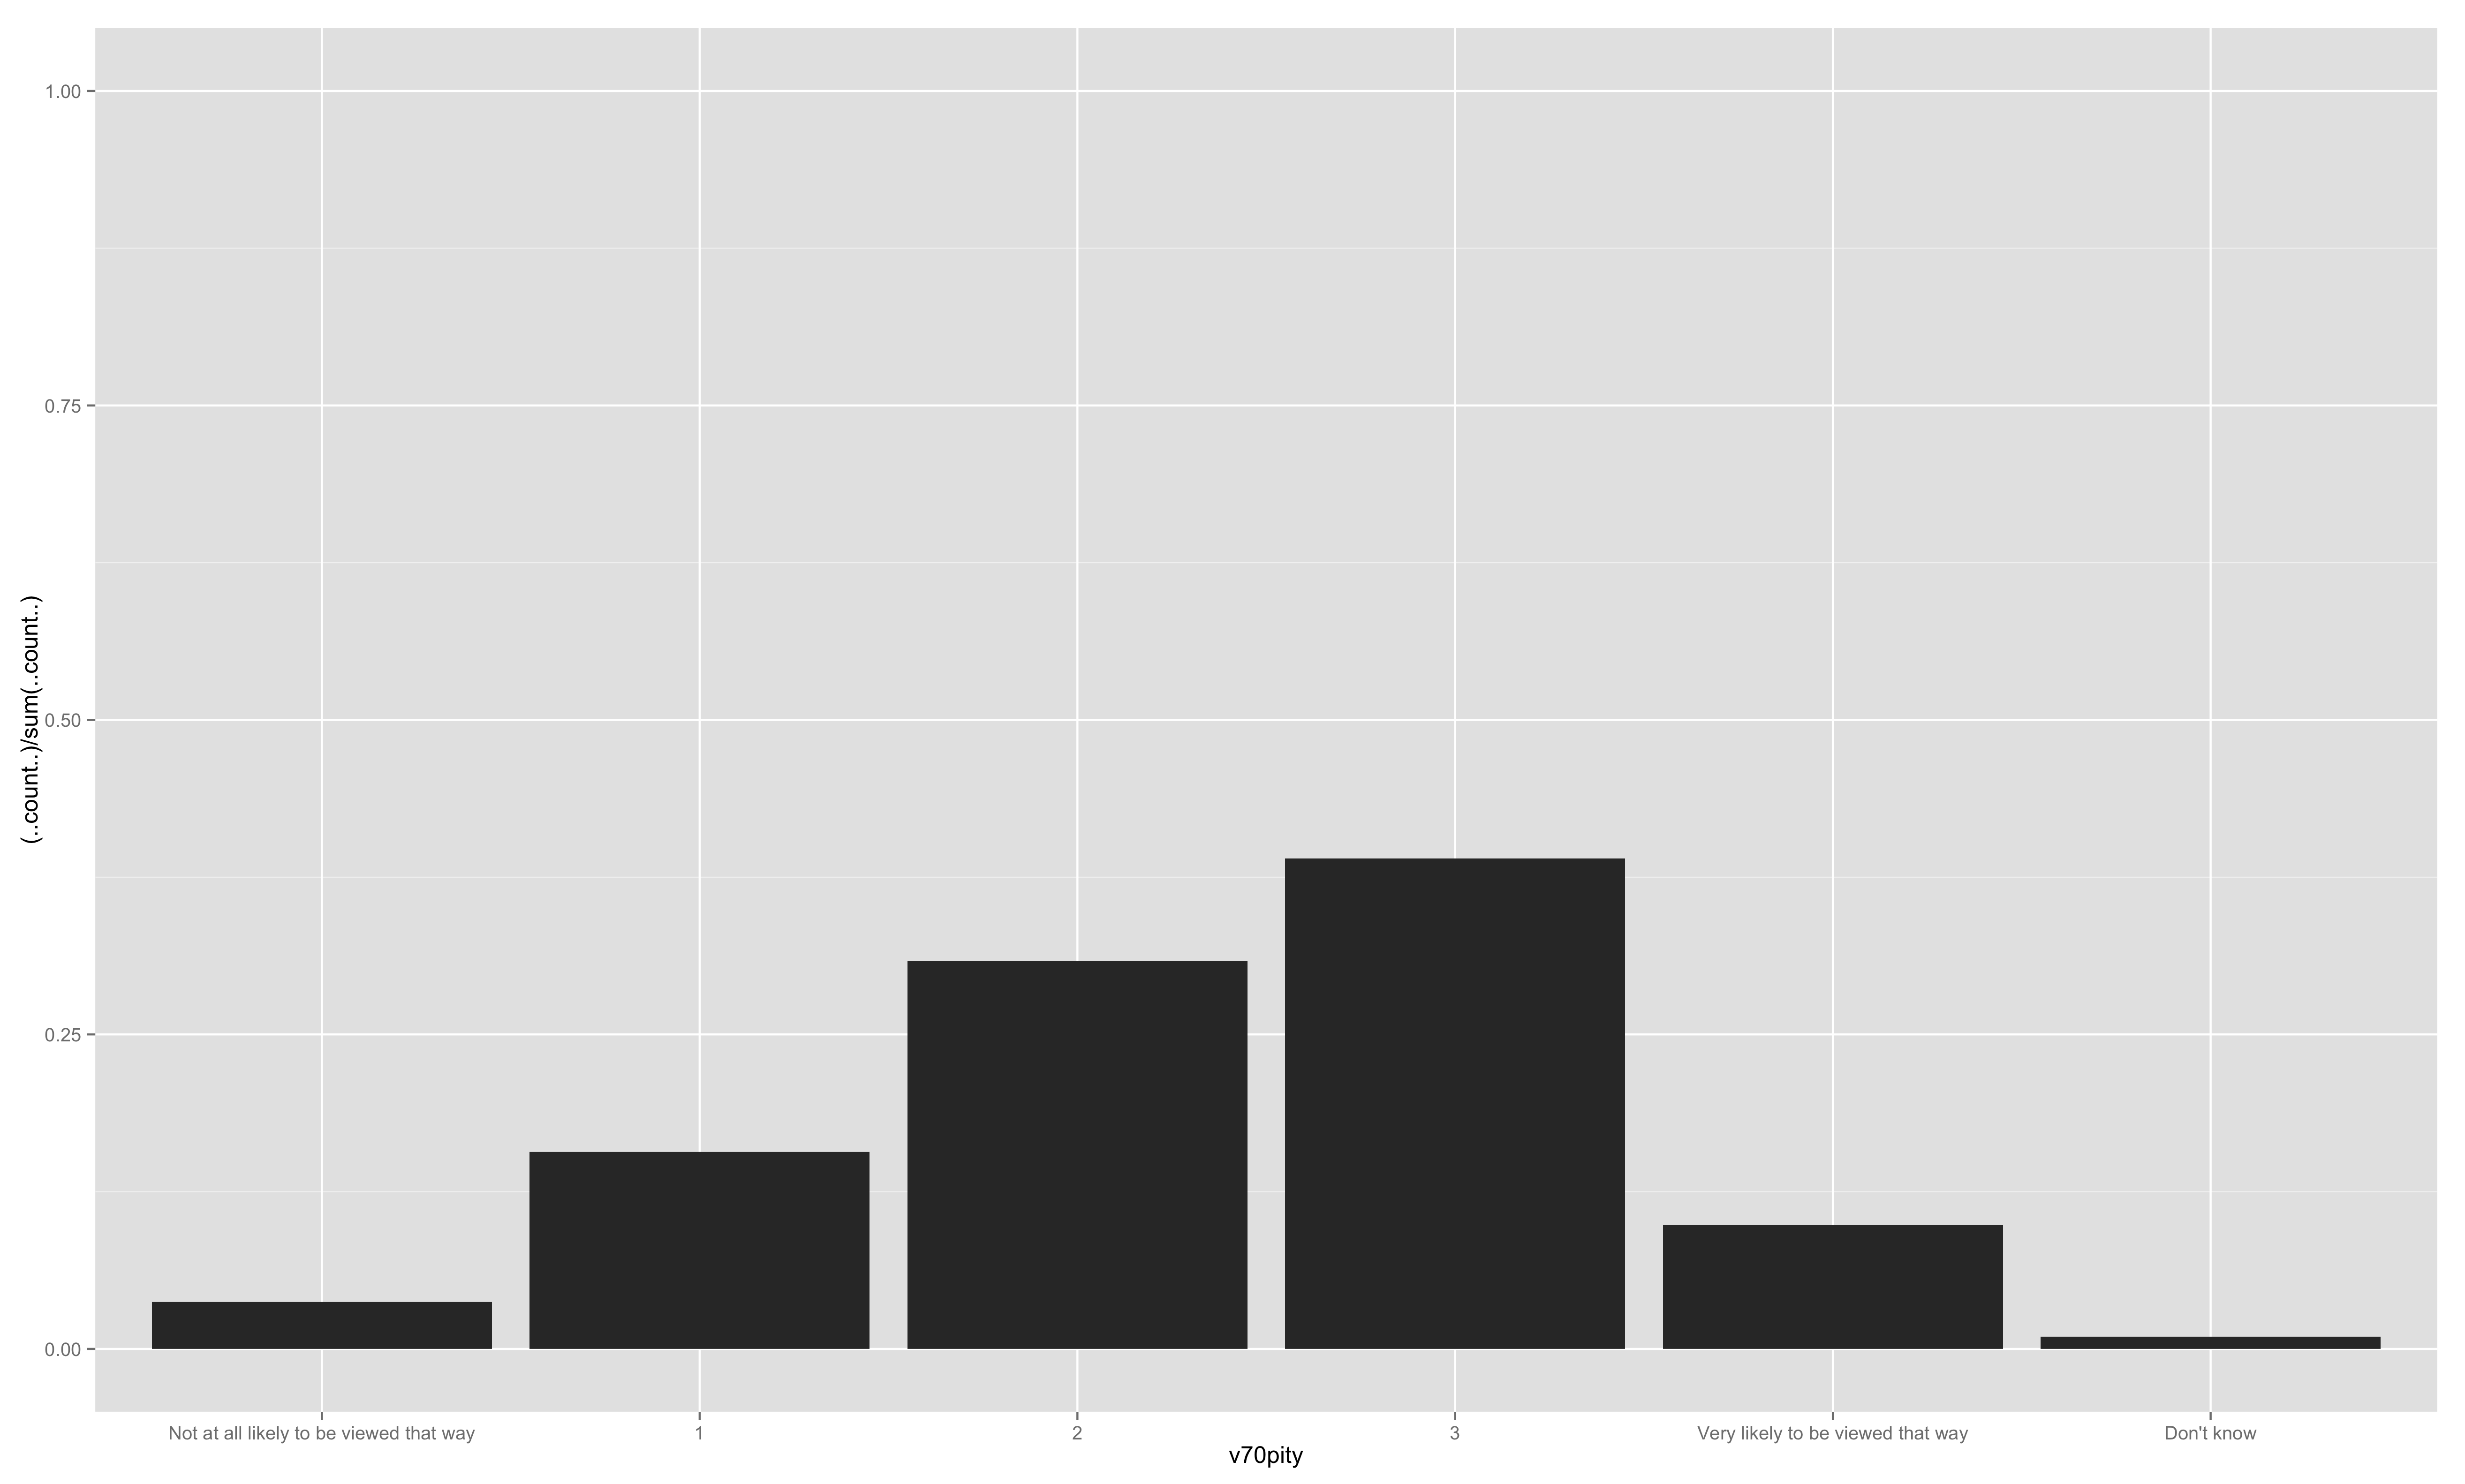 1.00
0.75
0.50
0.25
0.00
(..count..)/sum(..count..)
Not at all likely to be viewed that way 1 2 3 Very likely to be viewed that way Don't know
v70pity